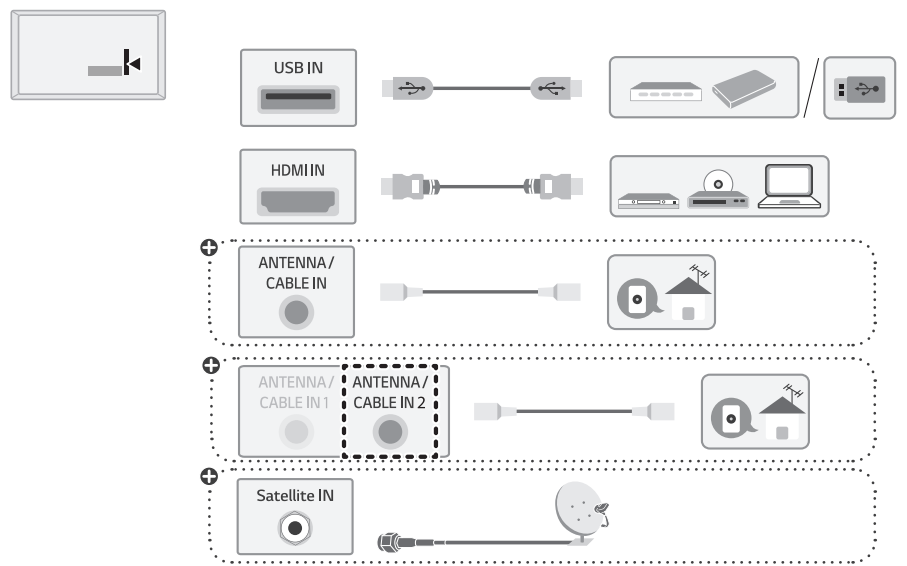 USB IN
HDMI IN
ANTENNA /
CABLE IN
ANTENNA /
CABLE IN 1
ANTENNA /
CABLE IN 2
Satellite IN